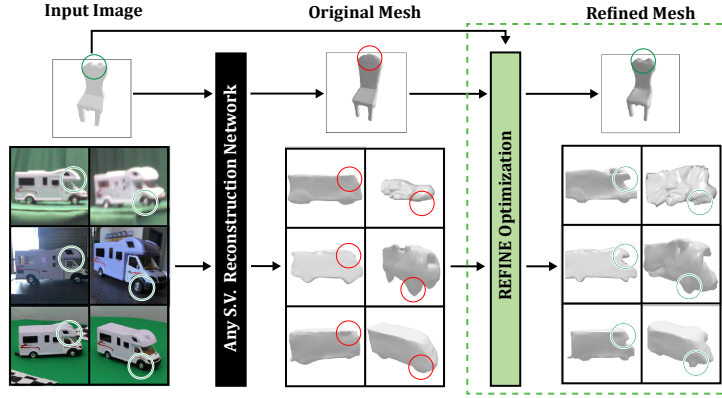 Input Image
Original Mesh
Refined Mesh
Any S.V. Reconstruction Network
REFINE Optimization